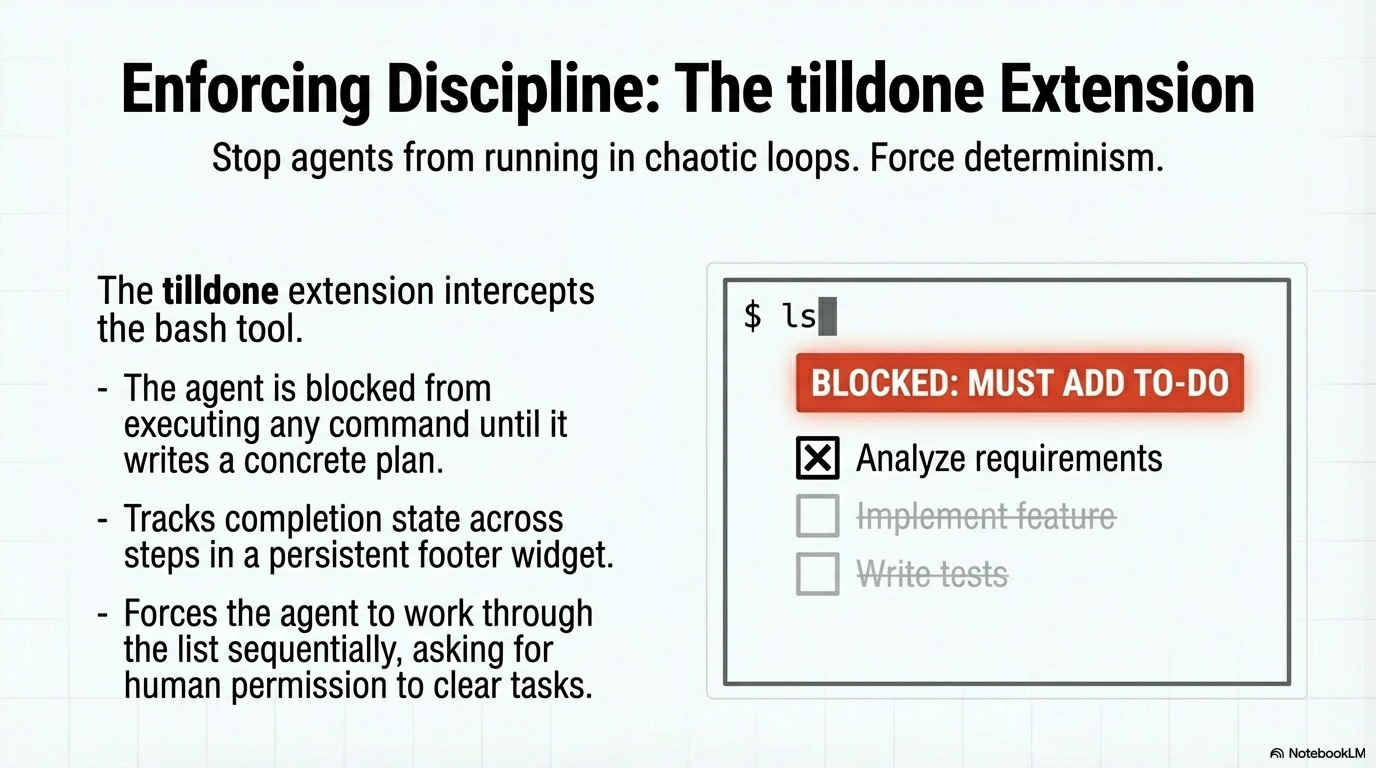 Enforcing Discipline: The tilldone Extension
Stop agents from running in chaotic loops. Force determinism.
The tilldone extension intercepts
the bash tool.
- The agent is blocked from
executing any command until it
writes a concrete plan.
- Tracks completion state across
steps in a persistent footer widget.
- Forces the agent to work through
the list sequentially, asking for
human permission to clear tasks.
$ ls
BLOCKED: MUST ADD TO-DO
Analyze requirements
Implement feature
Write tests
NotebookLM